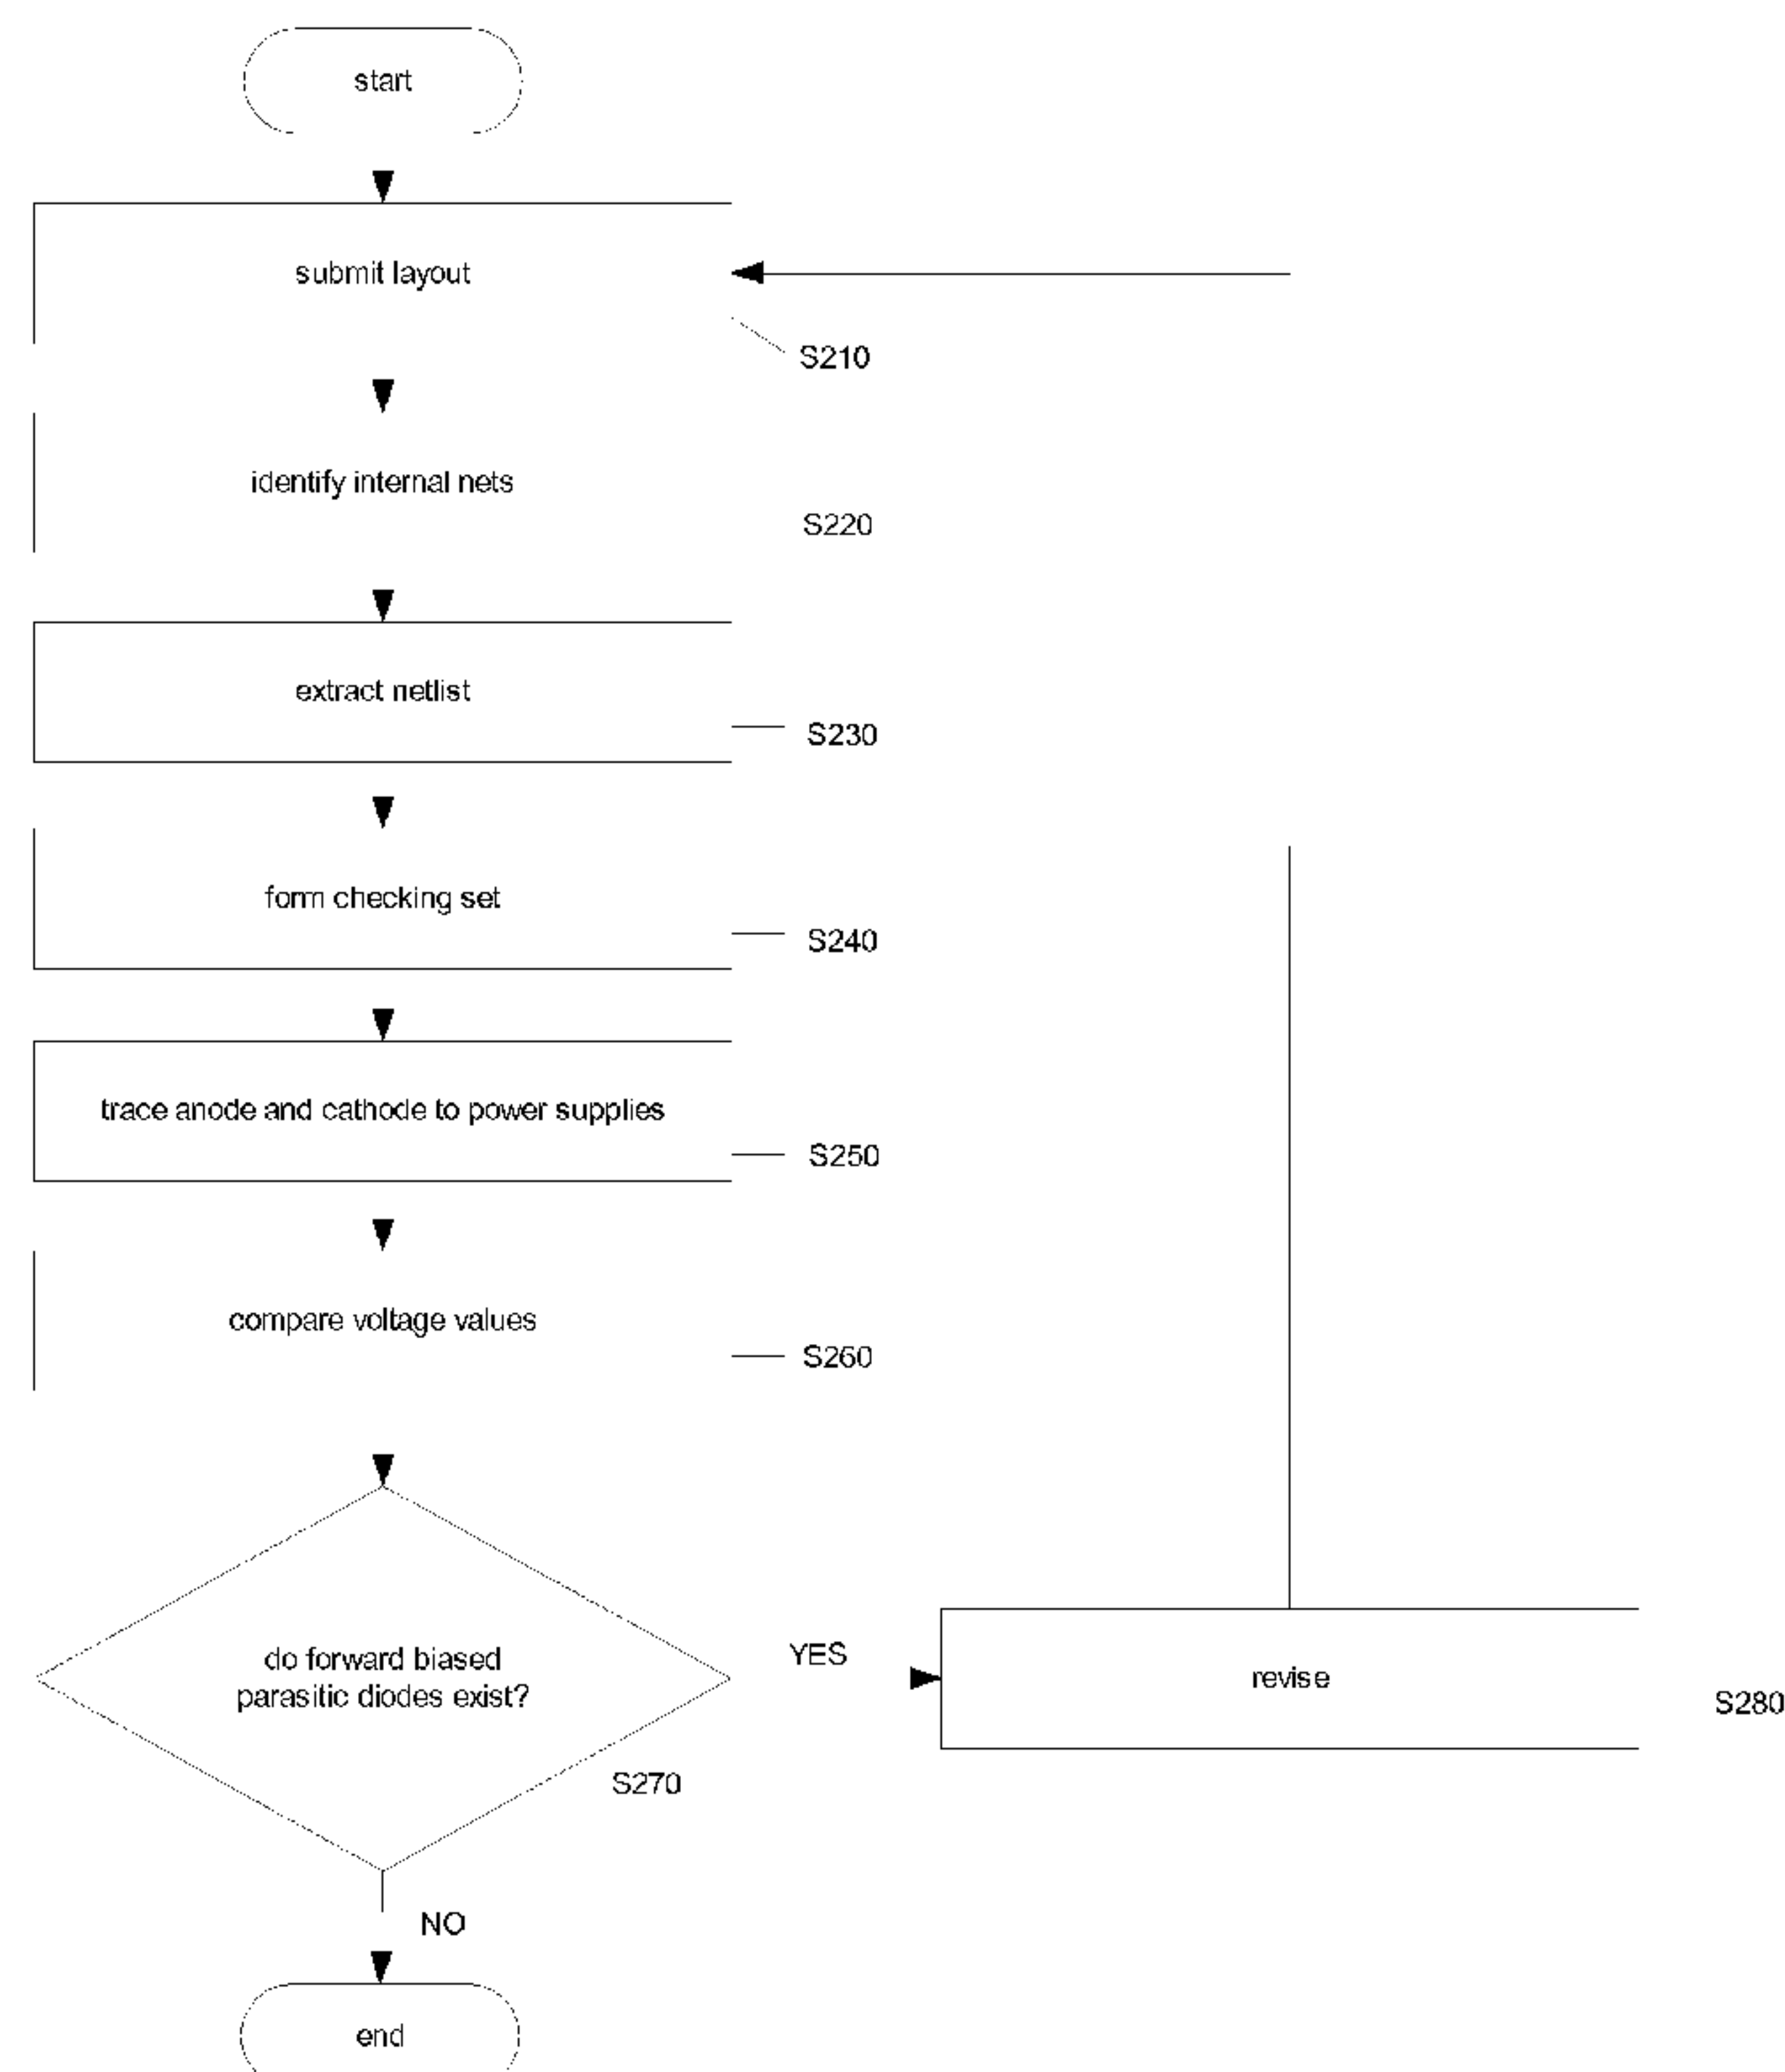 start
submit layout
S210
identify internal nets
S220
extract netlist
S230
form checking set
S240
trace anode and cathode to power supplies
S250
compare voltage values
S260
do forward biased
parasitic diodes exist?
S270
YES
revise
S280
NO
end